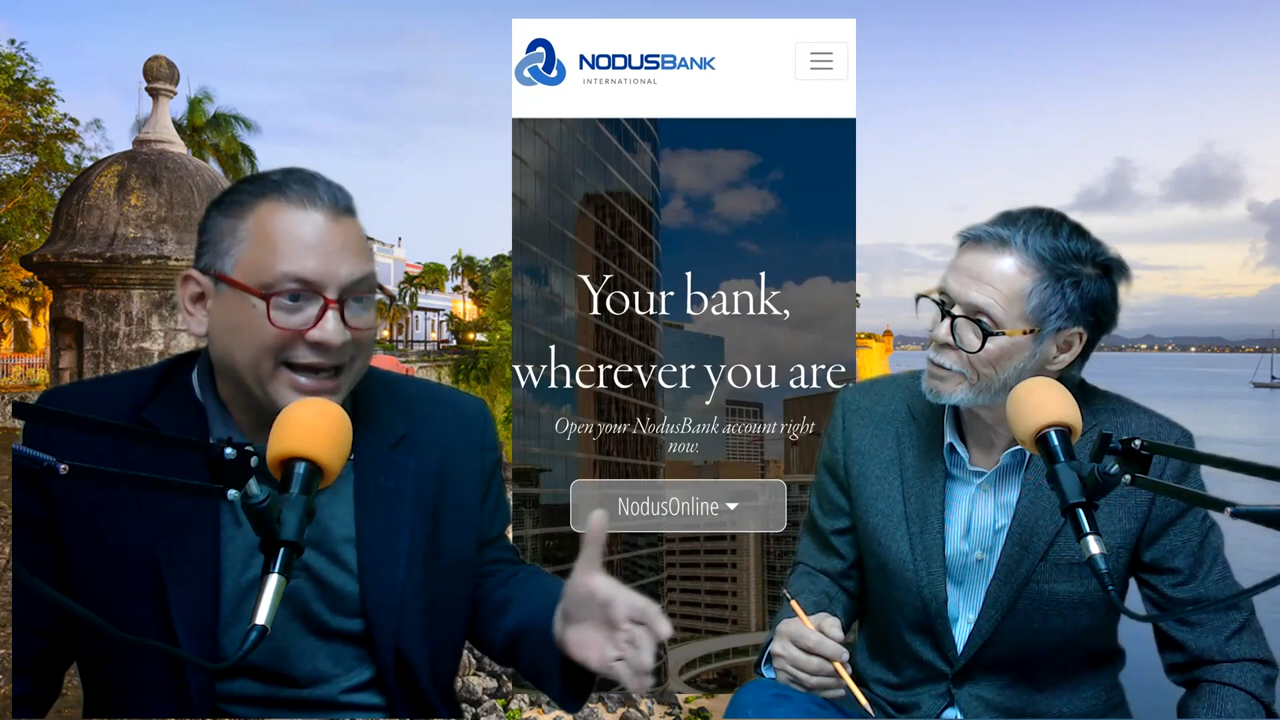 NODUSBANK
INTERNATIONAL
Your bank,
wherever you are
Open your NodusBank account right
now.
NodusOnline